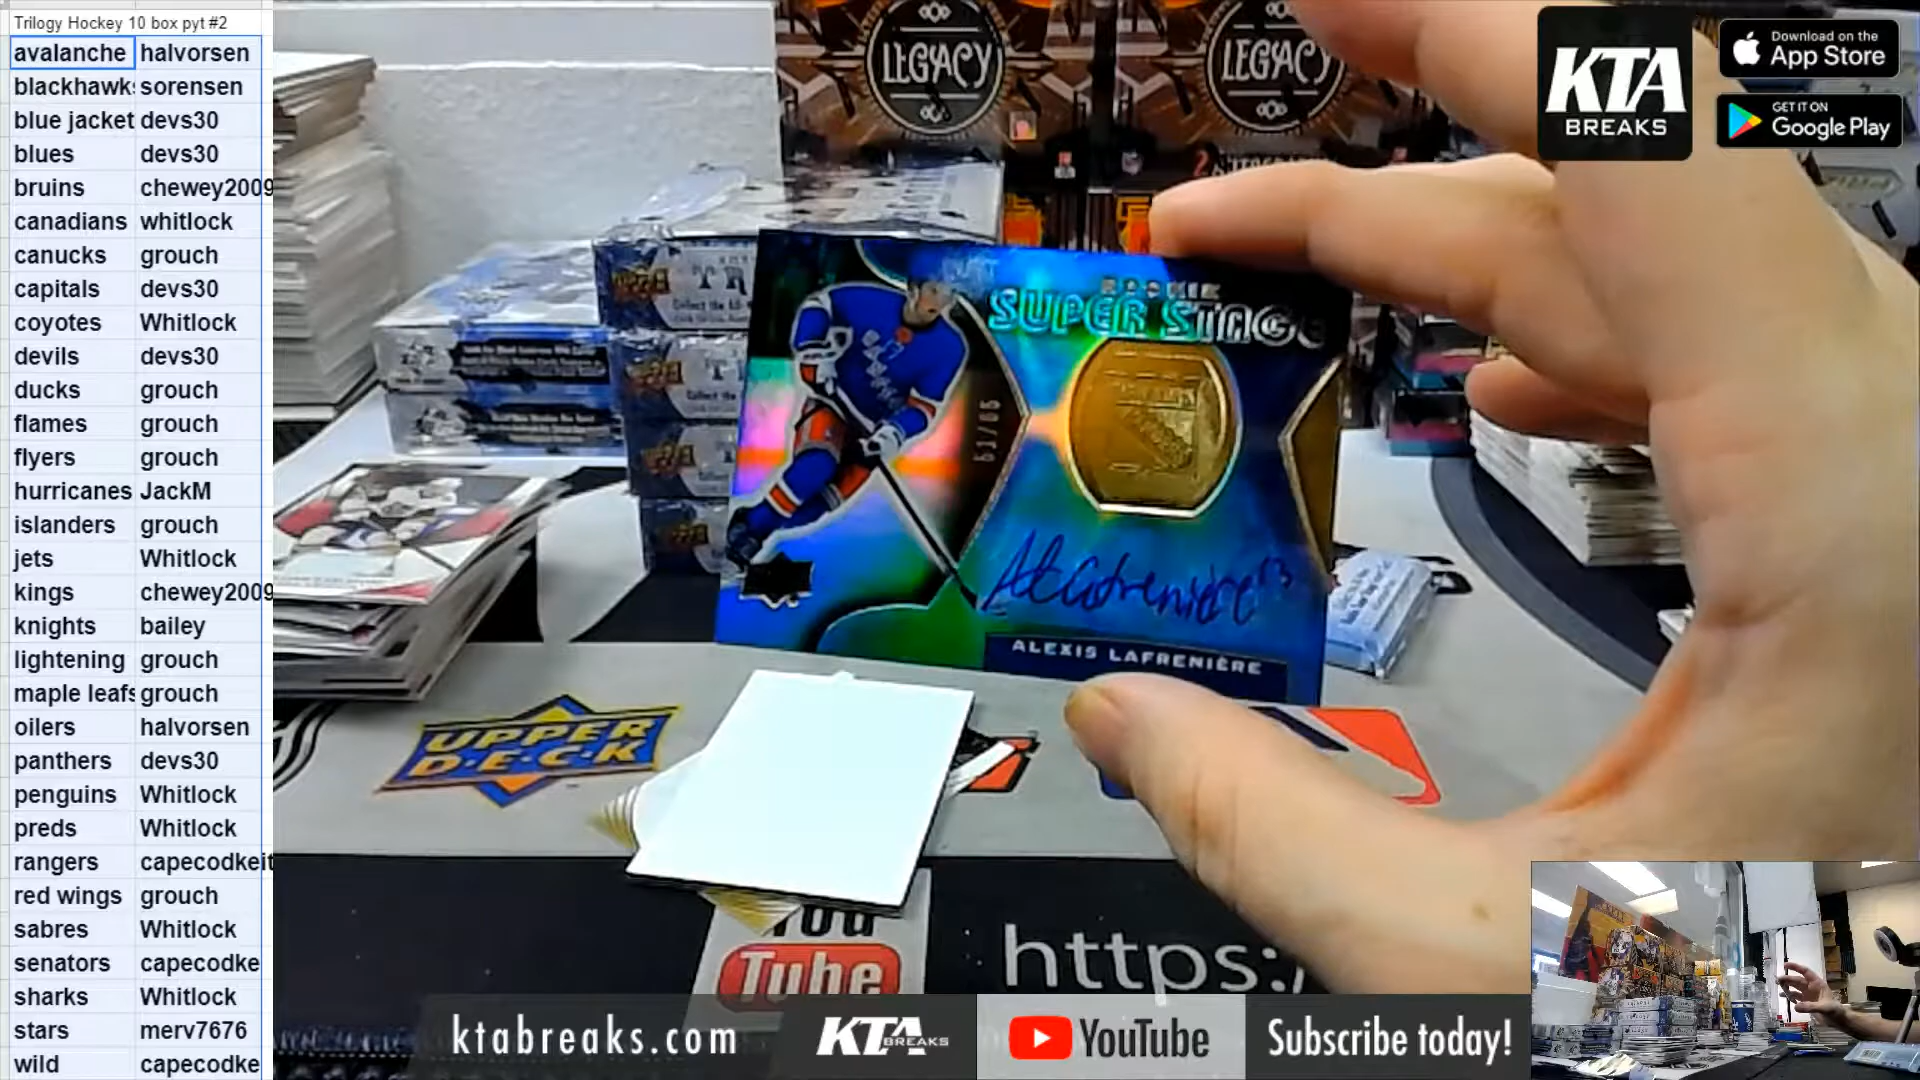 Trilogy Hockey 10 box pyt #2
avalanche halvorsen
blackhawks sorensen
blue jacket devs30
blues devs30
bruins chewey2009
canadians whitlock
canucks grouch
capitals devs30
coyotes Whitlock
devils devs30
ducks grouch
flames grouch
flyers grouch
hurricanes JackM
islanders grouch
jets Whitlock
kings chewey2009
knights bailey
lightening grouch
maple leafs grouch
oilers halvorsen
panthers devs30
penguins Whitlock
preds Whitlock
rangers capecodkeit
red wings grouch
sabres Whitlock
senators capecodke
sharks Whitlock
stars merv7676
wild capecodke
LEGACY
LEGACY
KTA
BREAKS
Download on the
App Store
GET IT ON
Google Play
ROOKIE
SUPER STAGE
51/65
ALEXIS LAFRENIÈRE
UPPER
D·E·C·K
You
Tube
https:/
ktabreaks.com
KTA
BREAKS
YouTube
Subscribe today!